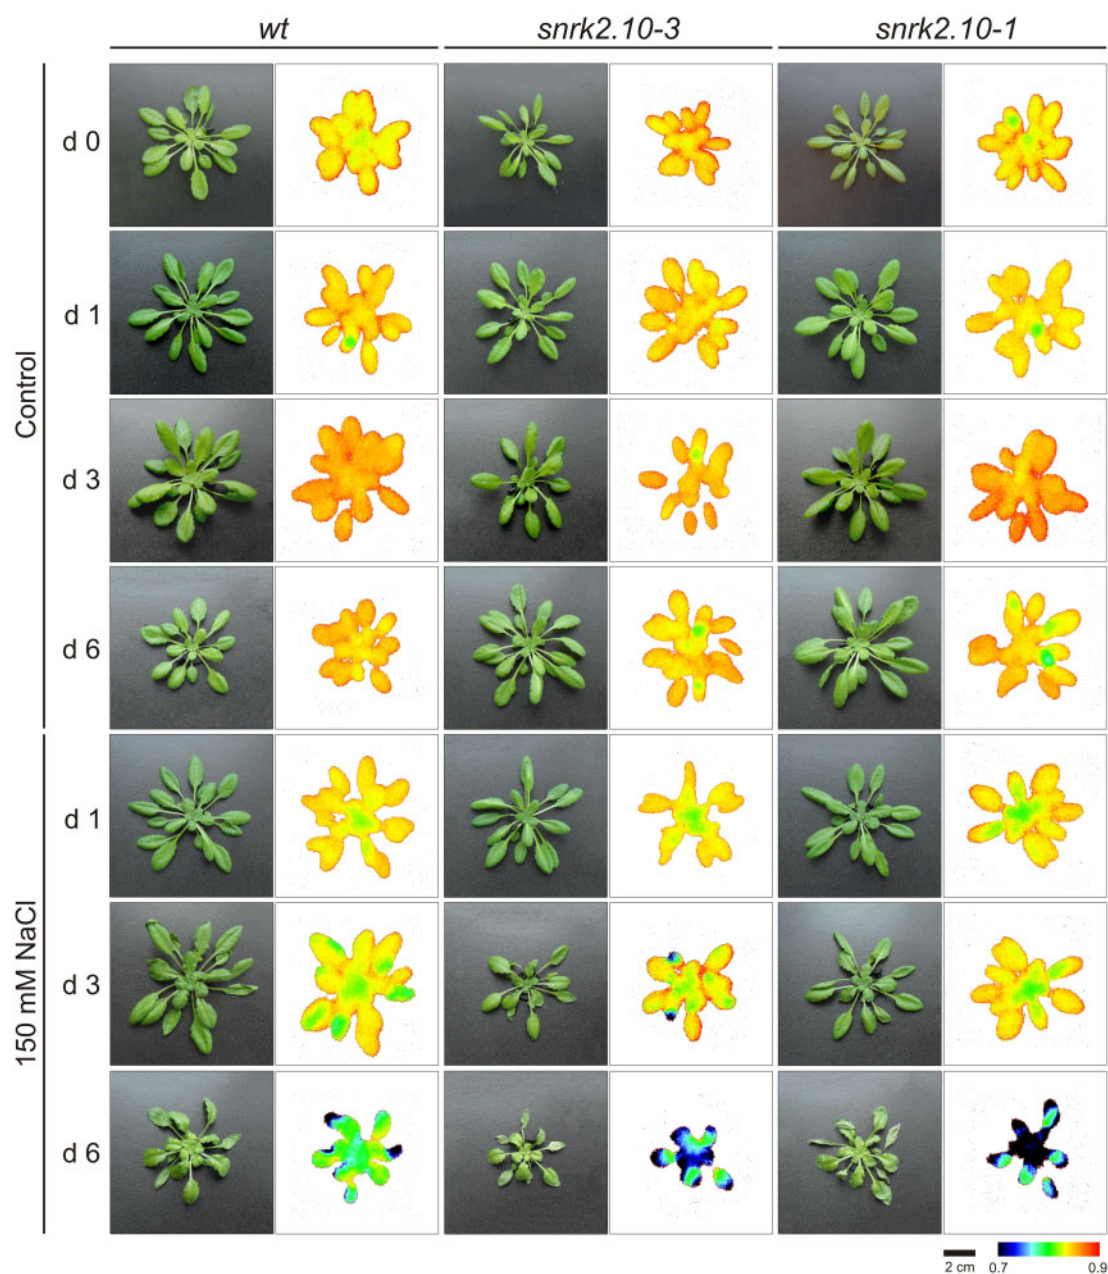 wt snrk2.10-3 snrk2.10-1
Control
d 0
d 1
d 3
d 6
150 mM NaCl
d 1
d 3
d 6
2 cm 0.7 0.9